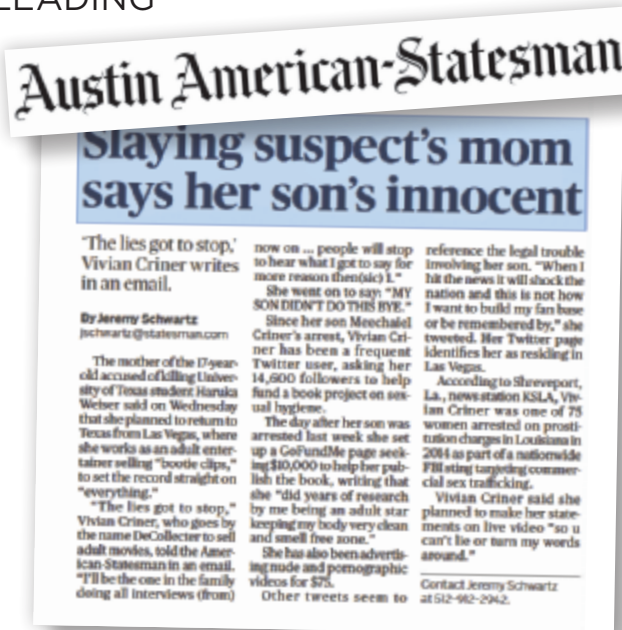 LEADING
Austin American-Statesman
Slaying suspect's mom
says her son's innocent
'The lies got to stop,'
Vivian Criner writes
in an email.
By Jeremy Schwartz
jschwartz@statesman.com
The mother of the 17-year-
old accused of killing Univer-
sity of Texas student Haruka
Weiser said on Wednesday
that she planned to return to
Texas from Las Vegas, where
she works as an adult enter-
tainer selling "bootie clips,"
to set the record straight on
"everything."
"The lies got to stop,"
Vivian Criner, who goes by
the name DeCollecter to sell
adult movies, told the Amer-
ican-Statesman in an email.
"I'll be the one in the family
doing all interviews (from)
now on ... people will stop
to hear what I got to say for
more reason then(sic) 1."
She went on to say: "MY
SON DIDN'T DO THIS BYE."
Since her son Meechaiel
Criner's arrest, Vivian Cri-
ner has been a frequent
Twitter user, asking her
14,600 followers to help
fund a book project on sex-
ual hygiene.
The day after her son was
arrested last week she set
up a GoFundMe page seek-
ing $10,000 to help her pub-
lish the book, writing that
she "did years of research
by me being an adult star
keeping my body very clean
and smell free zone."
She has also been advertis-
ing nude and pornographic
videos for $75.
Other tweets seem to
reference the legal trouble
involving her son. "When I
hit the news it will shock the
nation and this is not how
I want to build my fan base
or be remembered by," she
tweeted. Her Twitter page
identifies her as residing in
Las Vegas.
According to Shreveport,
La., news station KSLA, Viv-
ian Criner was one of 75
women arrested on prosti-
tution charges in Louisiana in
2014 as part of a nationwide
FBI sting targeting commer-
cial sex trafficking.
Vivian Criner said she
planned to make her state-
ments on live video "so u
can't lie or turn my words
around."
Contact Jeremy Schwartz
at 512-912-2942.